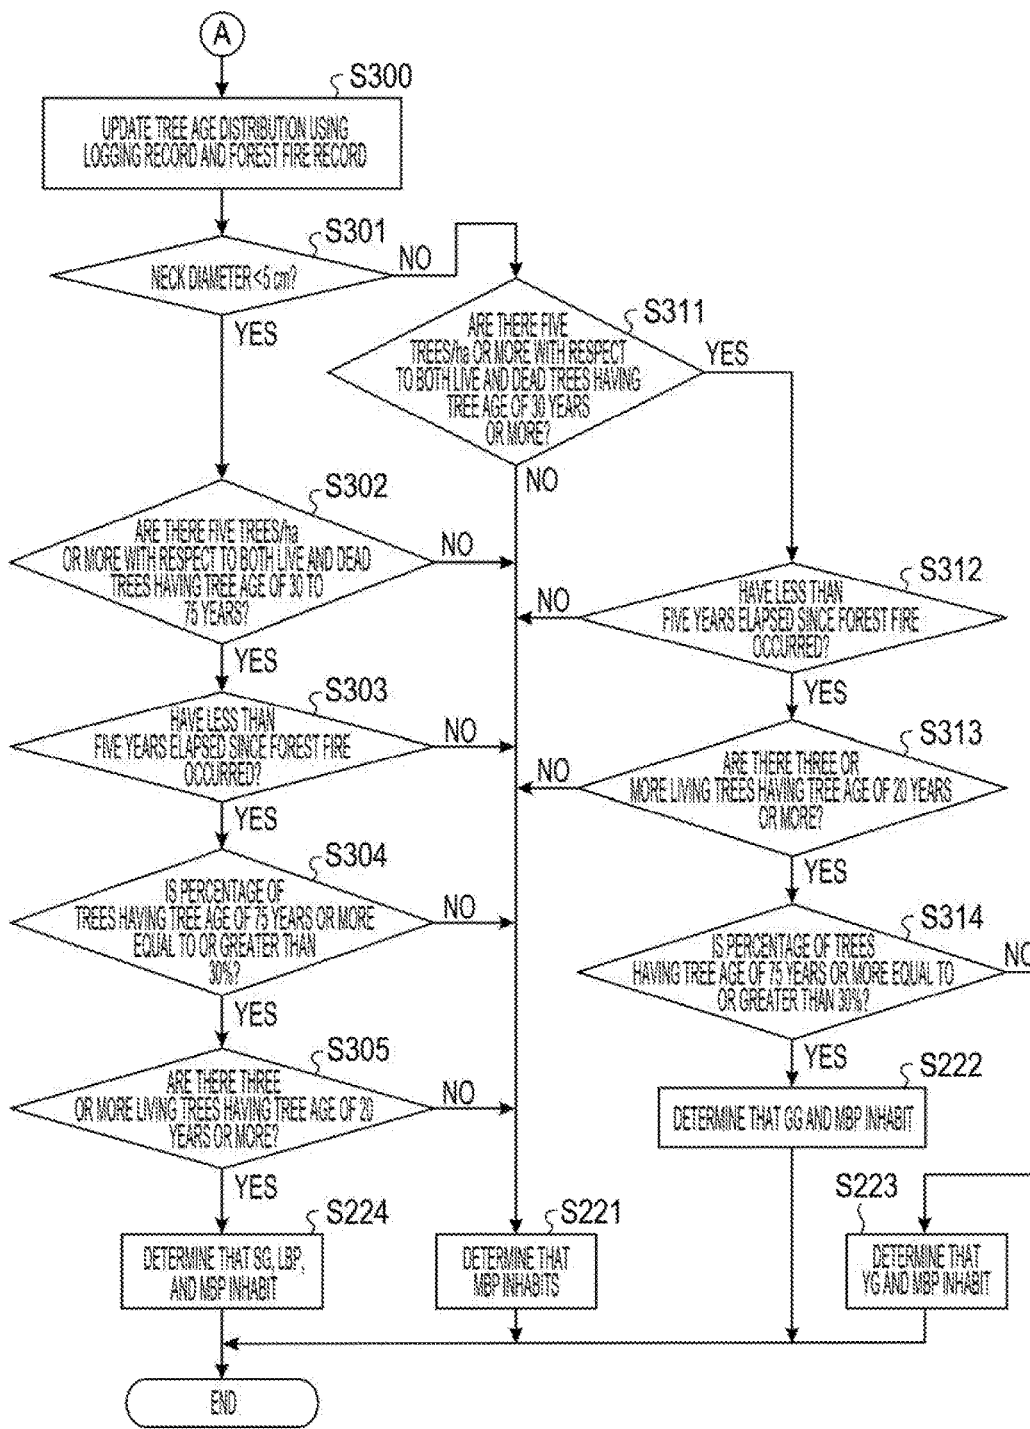 A
S300
UPDATE TREE AGE DISTRIBUTION USING
LOGGING RECORD AND FOREST FIRE RECORD
S301
NECK DIAMETER <5 cm?
NO
YES
S311
ARE THERE FIVE
TREES/ha OR MORE WITH RESPECT
TO BOTH LIVE AND DEAD TREES HAVING
TREE AGE OF 30 YEARS
OR MORE?
YES
NO
S302
ARE THERE FIVE TREES/ha
OR MORE WITH RESPECT TO BOTH LIVE AND DEAD
TREES HAVING TREE AGE OF 30 TO
75 YEARS?
NO
YES
S312
HAVE LESS THAN
FIVE YEARS ELAPSED SINCE FOREST FIRE
OCCURRED?
NO
YES
S303
HAVE LESS THAN
FIVE YEARS ELAPSED SINCE FOREST FIRE
OCCURRED?
NO
YES
S313
ARE THERE THREE OR
MORE LIVING TREES HAVING TREE AGE OF 20 YEARS
OR MORE?
NO
YES
S304
IS PERCENTAGE OF
TREES HAVING TREE AGE OF 75 YEARS OR MORE
EQUAL TO OR GREATER THAN
30%?
NO
YES
S314
IS PERCENTAGE OF TREES
HAVING TREE AGE OF 75 YEARS OR MORE EQUAL TO
OR GREATER THAN 30%?
NO
YES
S305
ARE THERE THREE
OR MORE LIVING TREES HAVING TREE AGE OF 20
YEARS OR MORE?
NO
YES
S222
DETERMINE THAT GG AND MBP INHABIT
S224
DETERMINE THAT SG, LBP,
AND MBP INHABIT
S221
DETERMINE THAT
MBP INHABITS
S223
DETERMINE THAT
YG AND MBP INHABIT
END